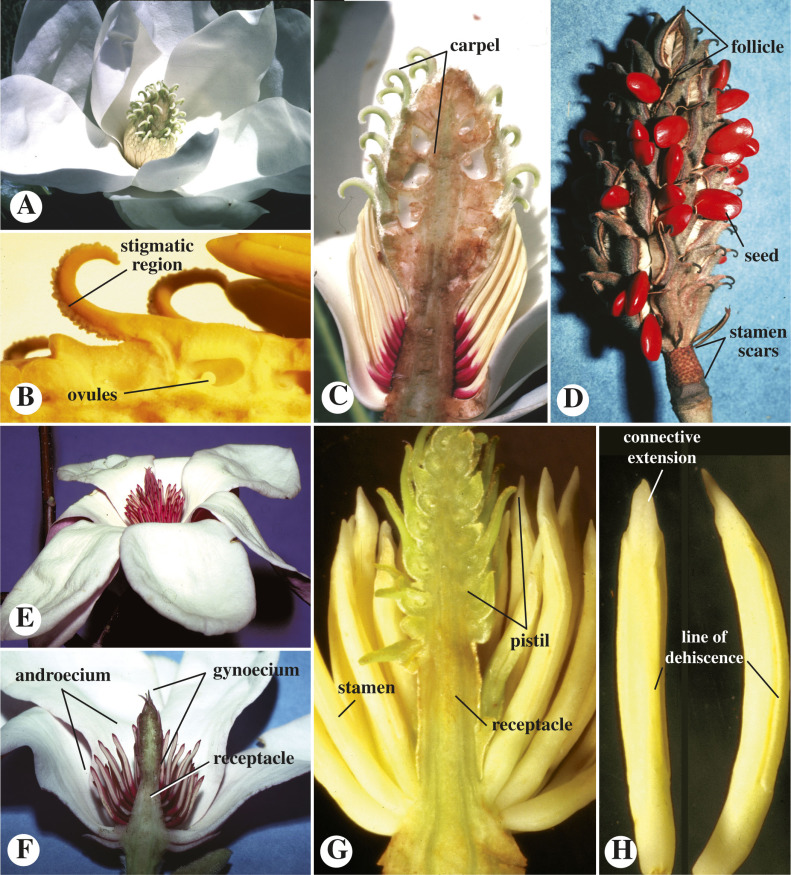 A
stigmatic
region
ovules
B
carpel
C
follicle
seed
stamen
scars
D
E
androecium
gynoecium
receptacle
F
stamen
pistil
receptacle
G
connective
extension
line of
dehiscence
H